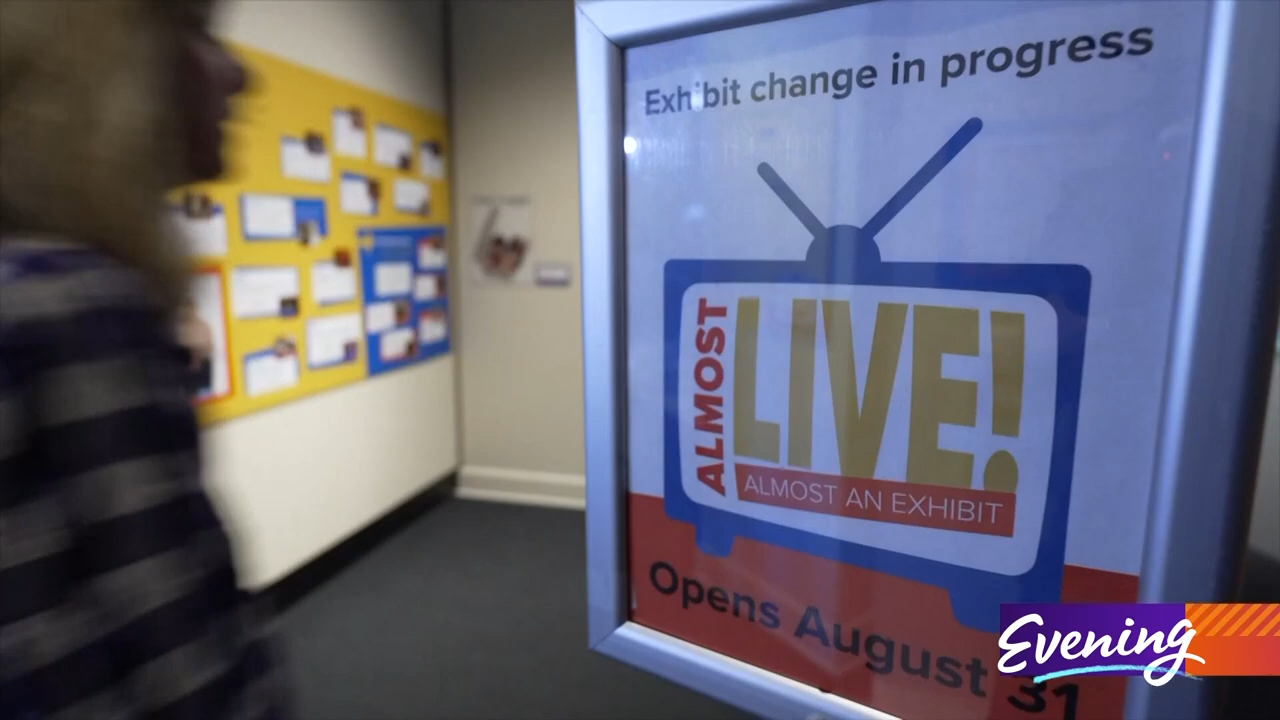 Exhibit change in progress
ALMOST
LIVE!
ALMOST AN EXHIBIT
Opens August 31
Evening